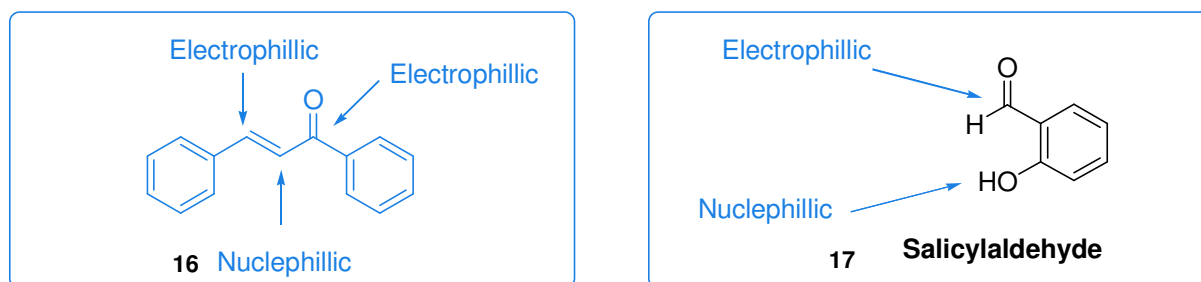 Electrophillic
Electrophillic
O
16 Nuclephillic
Electrophillic
O
H
HO
Nuclephillic
17 Salicylaldehyde